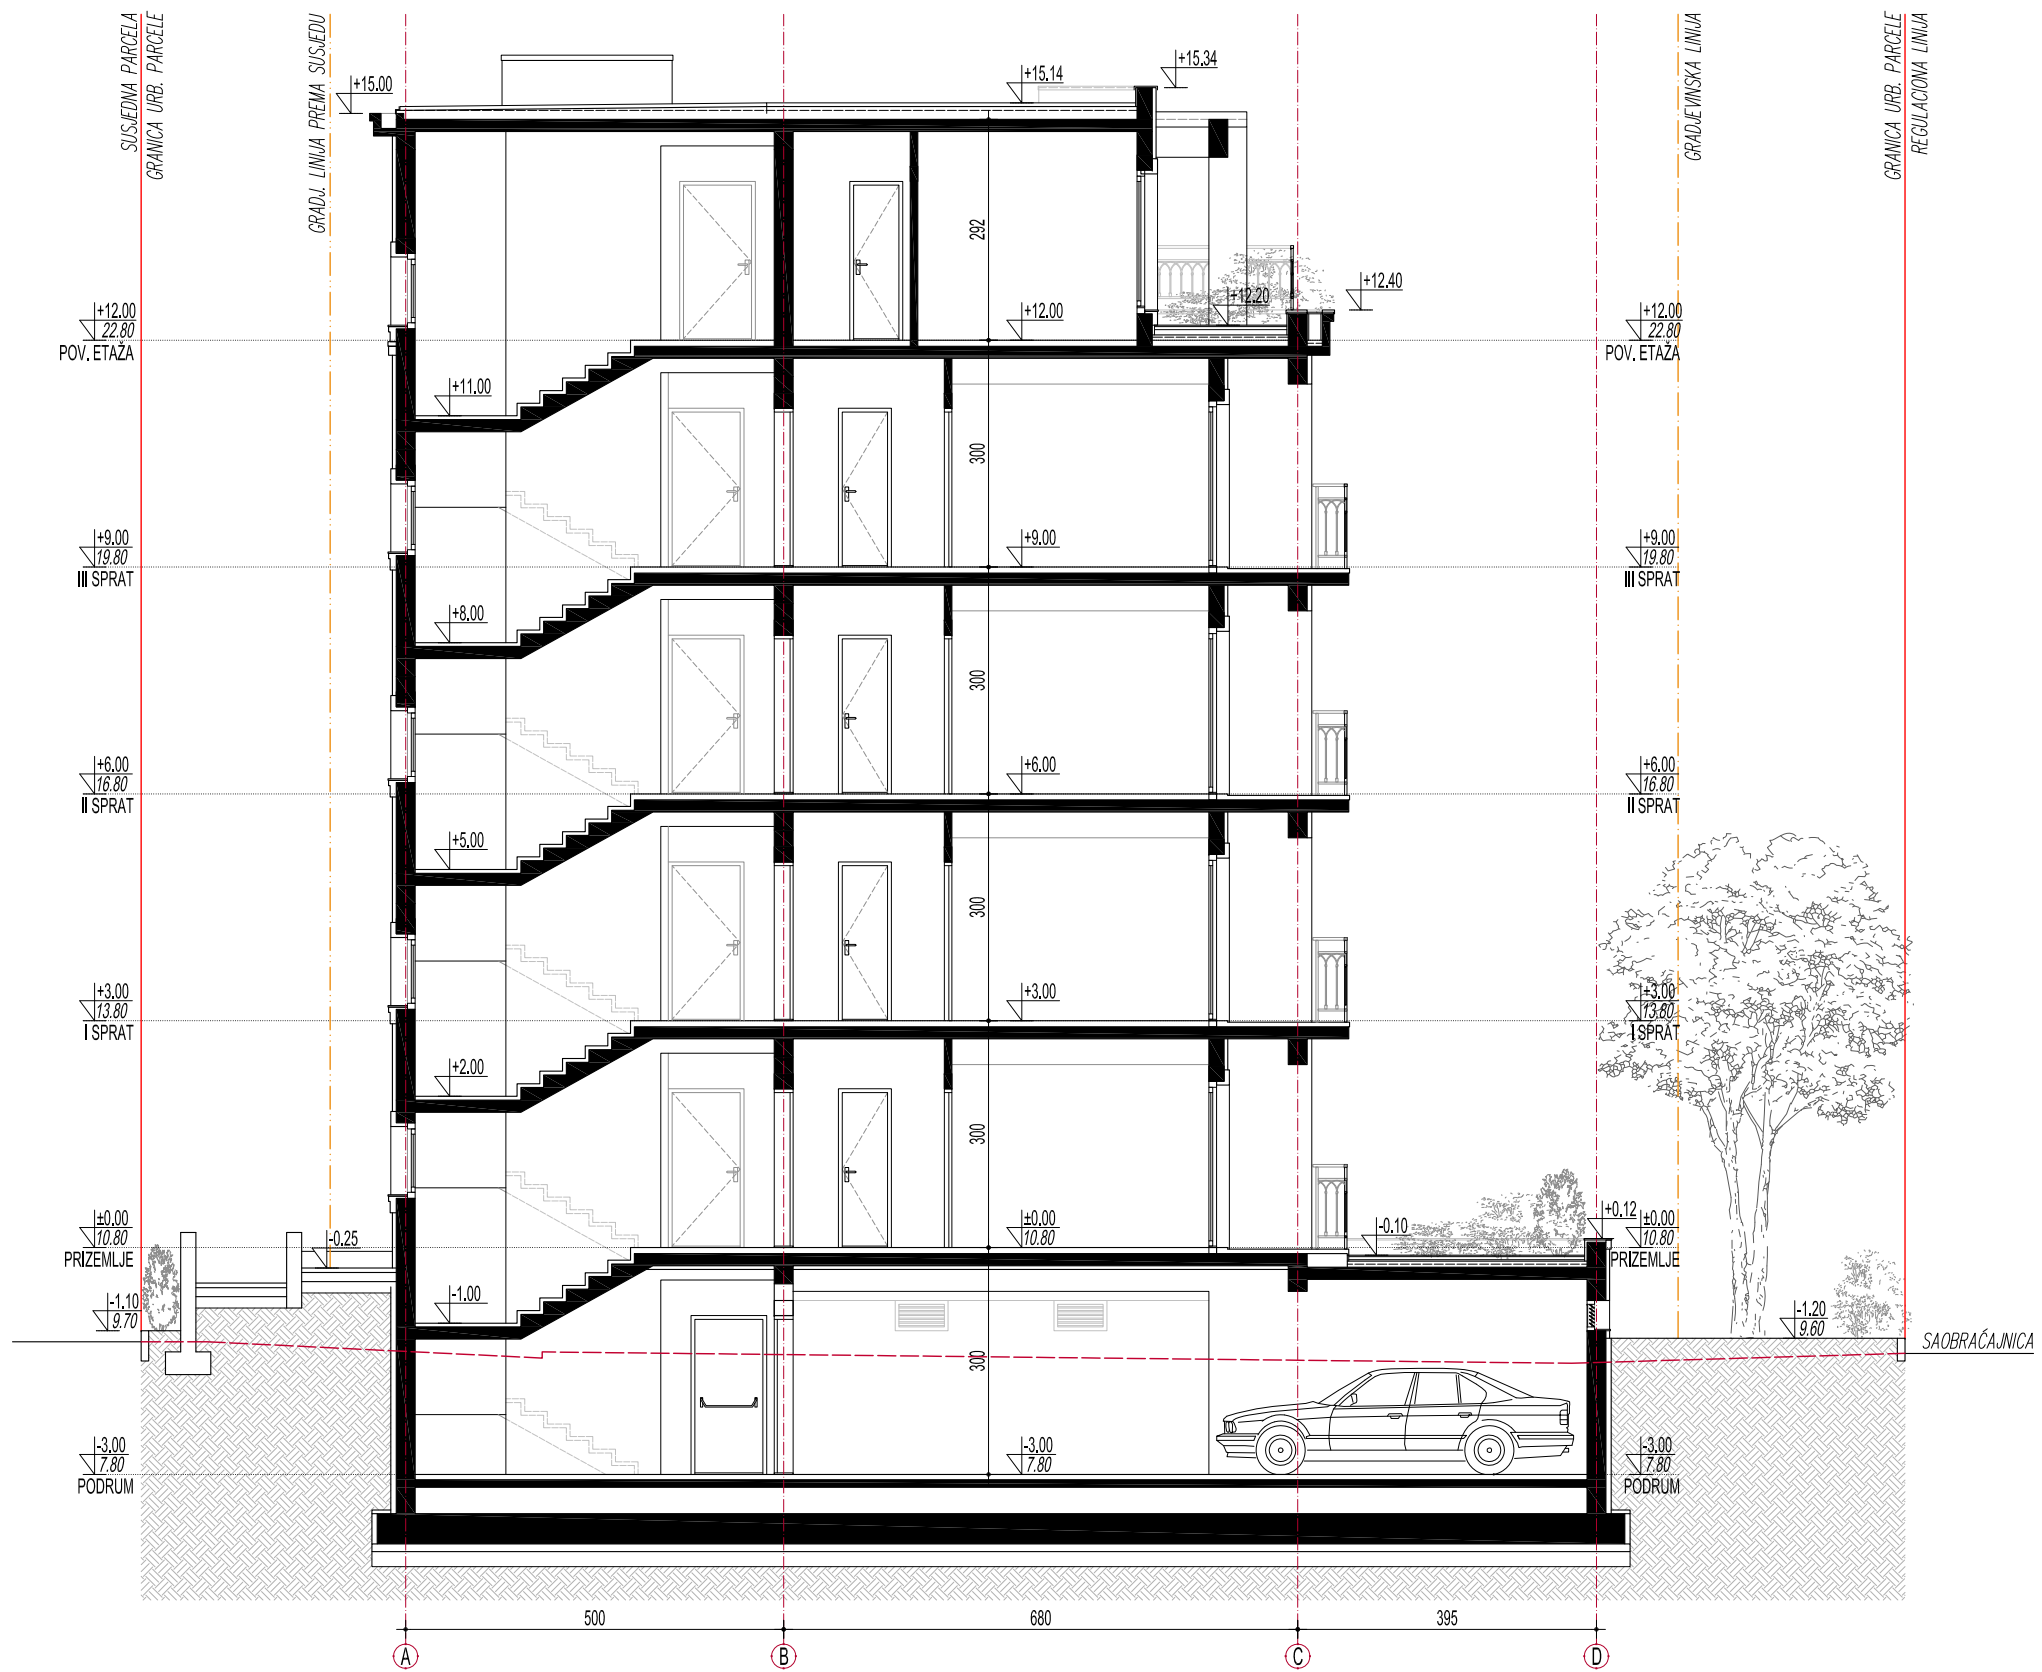 SUSJEDNA PARCELA
GRANICA URB. PARCELE
GRADJ. LINIJA PREMA SUSJEDU
GRADJEVINSKA LINIJA
GRANICA URB. PARCELE
REGULACIONA LINIJA
+15.00
+15.14
+15.34
292
+12.00
22.80
POV. ETAŽA
+12.00
+12.20
+12.40
+12.00
22.80
POV. ETAŽA
+11.00
300
+9.00
19.80
III SPRAT
+9.00
+9.00
19.80
III SPRAT
+8.00
300
+6.00
16.80
II SPRAT
+6.00
+6.00
16.80
II SPRAT
+5.00
300
+3.00
13.80
I SPRAT
+3.00
+3.00
13.80
I SPRAT
+2.00
300
±0.00
10.80
PRIZEMLJE
-0.25
±0.00
10.80
-0.10
+0.12
±0.00
10.80
PRIZEMLJE
-1.10
9.70
-1.00
-1.20
9.60
SAOBRAĆAJNICA
300
-3.00
7.80
PODRUM
-3.00
7.80
-3.00
7.80
PODRUM
500
680
395
A
B
C
D